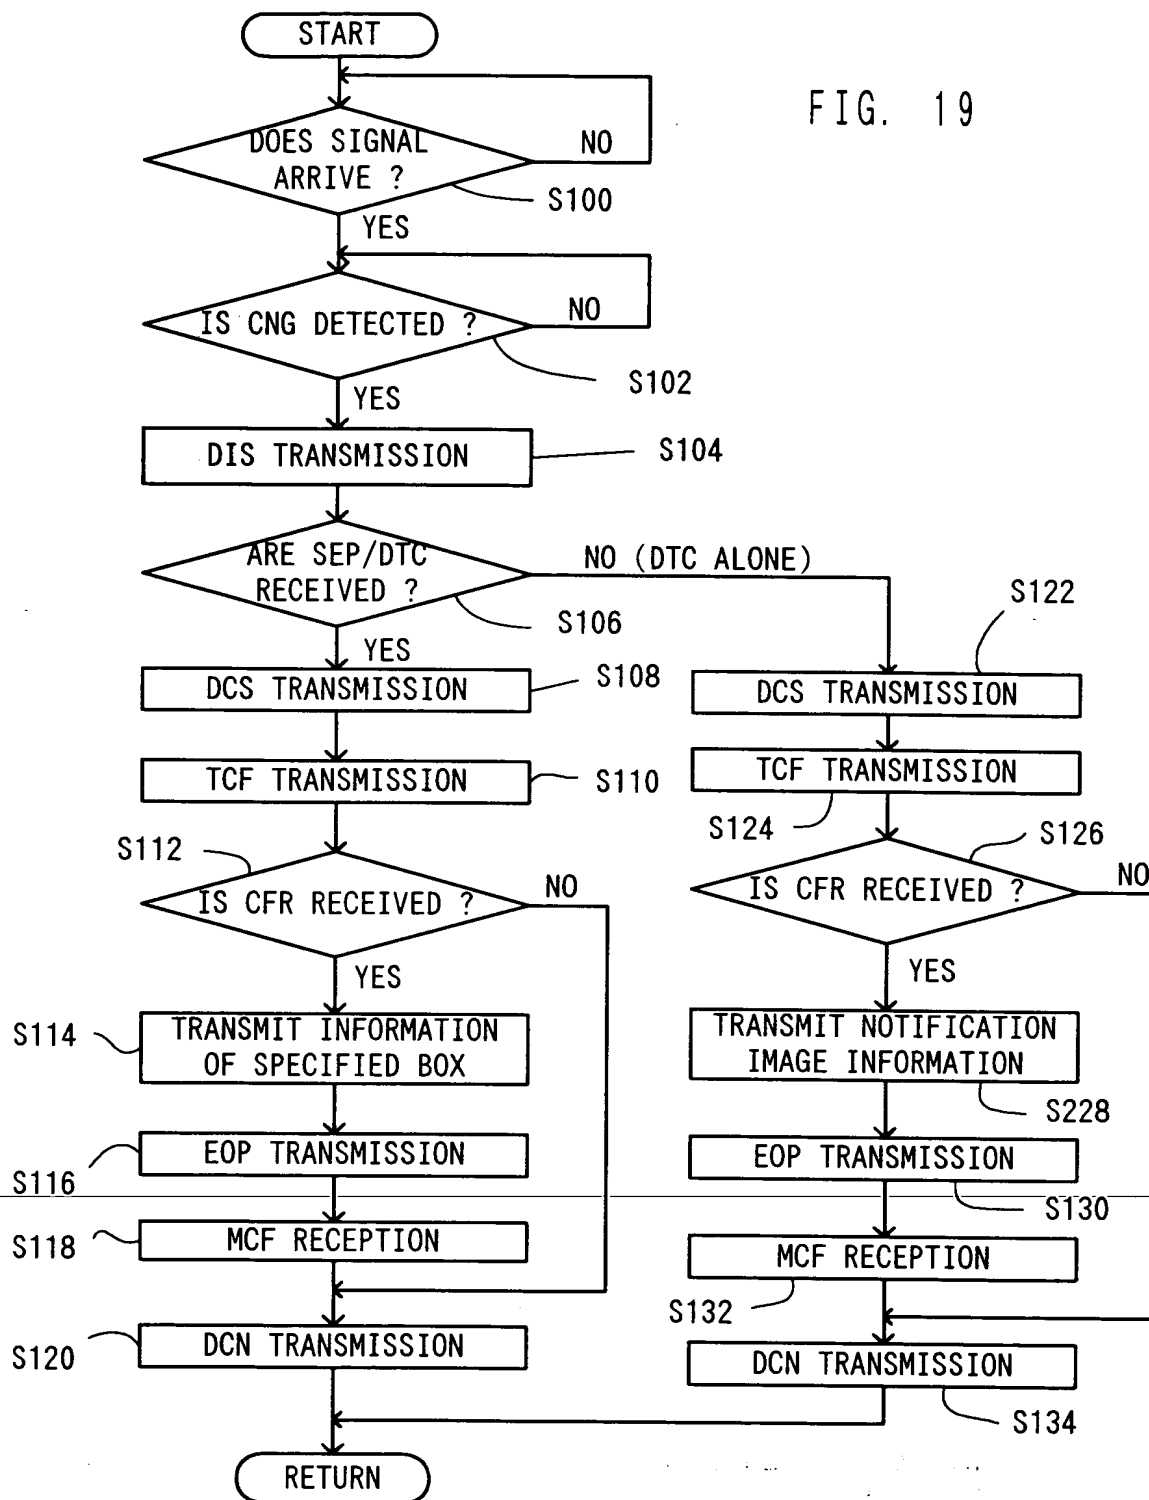 START
FIG. 19
DOES SIGNAL
ARRIVE ?
NO
S100
YES
IS CNG DETECTED ?
NO
S102
YES
DIS TRANSMISSION
S104
ARE SEP/DTC
RECEIVED ?
NO (DTC ALONE)
S106
YES
DCS TRANSMISSION
S108
TCF TRANSMISSION
S110
S112
IS CFR RECEIVED ?
NO
YES
S114
TRANSMIT INFORMATION
OF SPECIFIED BOX
EOP TRANSMISSION
S116
S118
MCF RECEPTION
S120
DCN TRANSMISSION
S122
DCS TRANSMISSION
TCF TRANSMISSION
S124
S126
IS CFR RECEIVED ?
NO
YES
TRANSMIT NOTIFICATION
IMAGE INFORMATION
S228
EOP TRANSMISSION
S130
MCF RECEPTION
S132
DCN TRANSMISSION
S134
RETURN